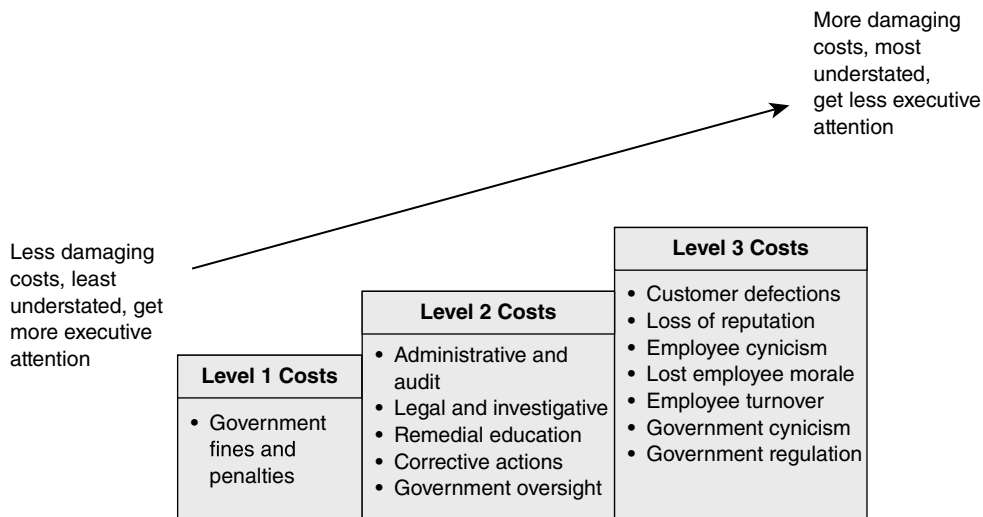 More damaging
costs, most
understated,
get less executive
attention
Less damaging
costs, least
understated, get
more executive
attention
Level 1 Costs
• Government
fines and
penalties
Level 2 Costs
• Administrative and
audit
• Legal and investigative
• Remedial education
• Corrective actions
• Government oversight
Level 3 Costs
• Customer defections
• Loss of reputation
• Employee cynicism
• Lost employee morale
• Employee turnover
• Government cynicism
• Government regulation